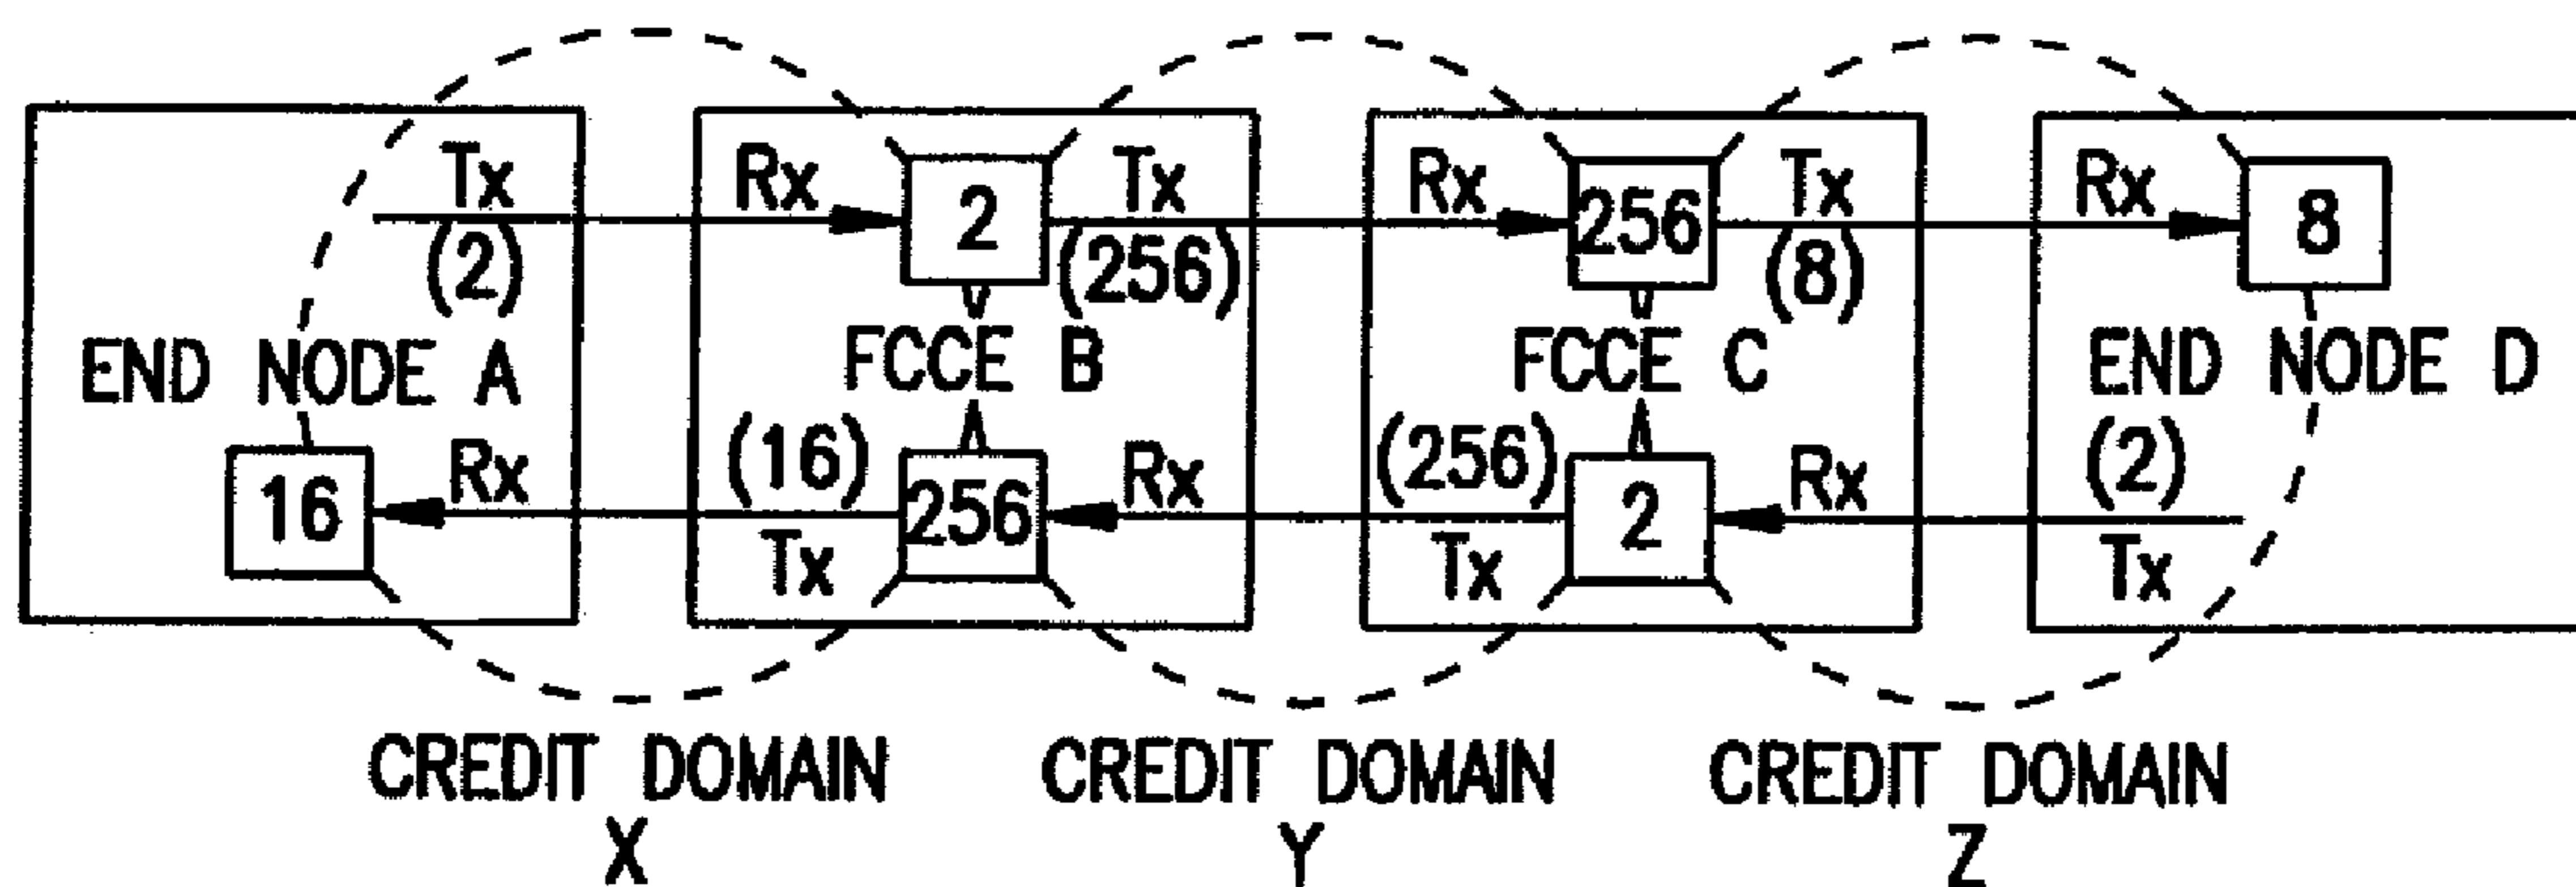 Tx Rx 2 Tx Rx 256 Tx Rx 8
(2) (256) (8)
END NODE A FCCE B FCCE C END NODE D
16 Rx (16) 256 Rx (256) 2 Rx (2)
Tx Tx Tx
CREDIT DOMAIN CREDIT DOMAIN CREDIT DOMAIN
X Y Z